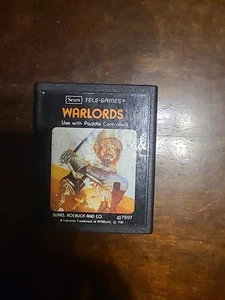 Sears TELE-GAMES®
WARLORDS
Use with Paddle Controllers
SEARS, ROEBUCK AND CO.